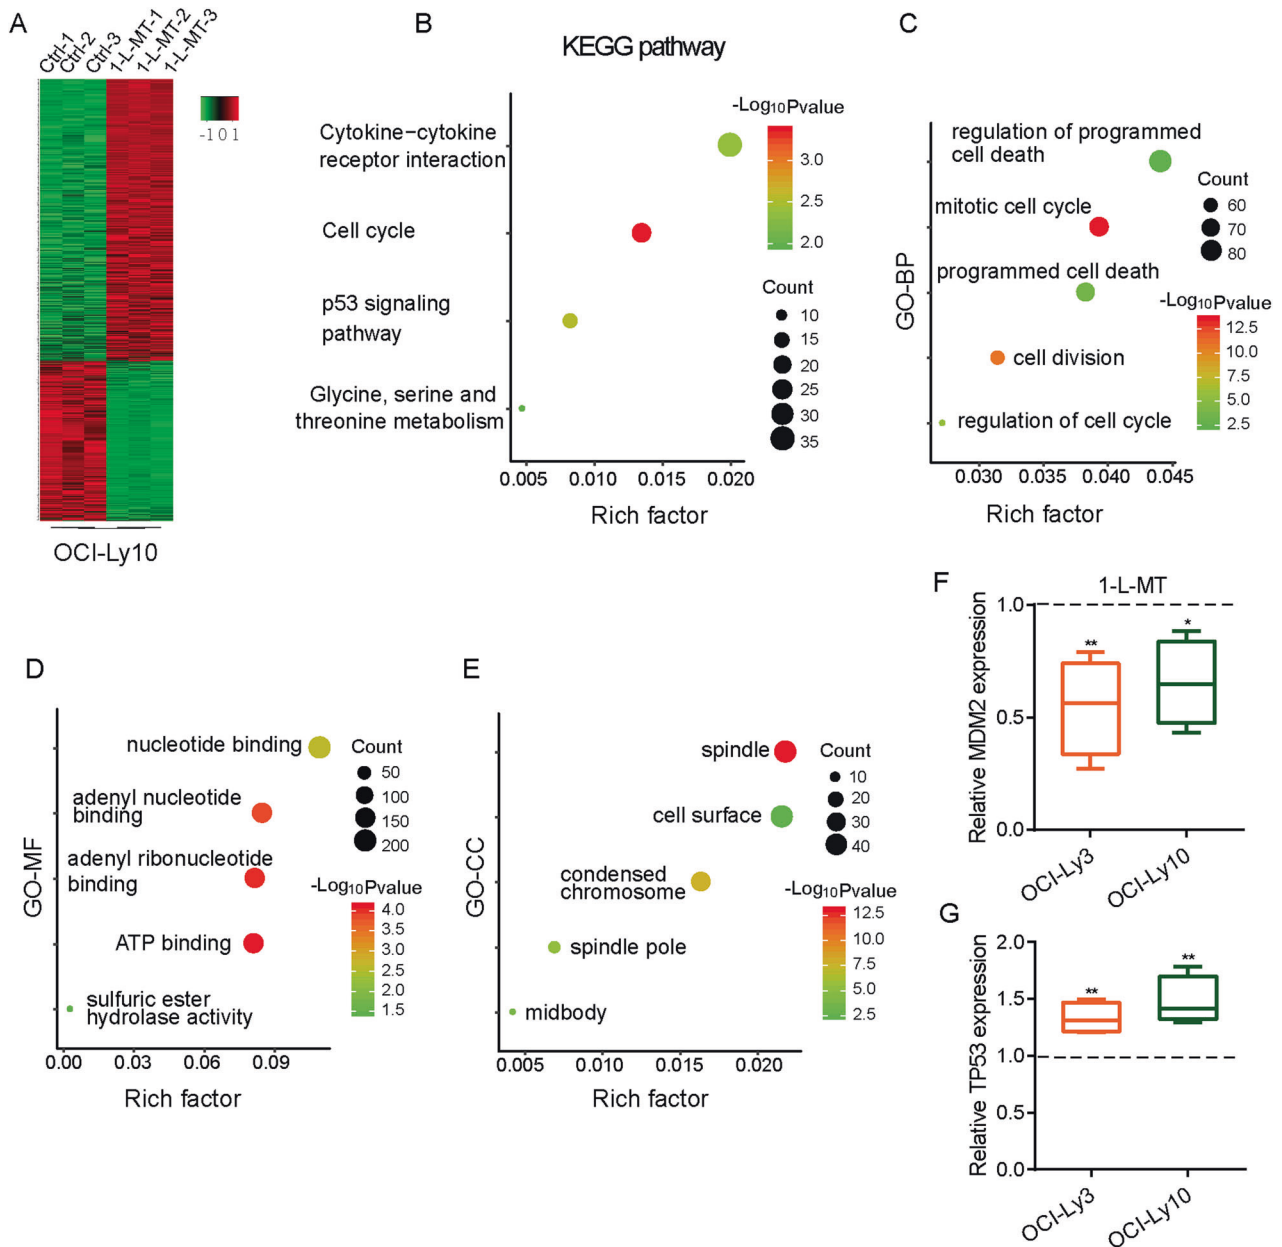 A
Ctrl-1
Ctrl-2
Ctrl-3
1-L-MT-1
1-L-MT-2
1-L-MT-3
-1 0 1
OCI-Ly10
B
KEGG pathway
Cytokine-cytokine
receptor interaction
Cell cycle
p53 signaling
pathway
Glycine, serine and
threonine metabolism
0.005 0.010 0.015 0.020
Rich factor
-Log10Pvalue
3.0
2.5
2.0
Count
10
15
20
25
30
35
C
GO-BP
regulation of programmed
cell death
mitotic cell cycle
programmed cell death
cell division
regulation of cell cycle
0.030 0.035 0.040 0.045
Rich factor
Count
60
70
80
-Log10Pvalue
12.5
10.0
7.5
5.0
2.5
D
GO-MF
nucleotide binding
adenyl nucleotide
binding
adenyl ribonucleotide
binding
ATP binding
sulfuric ester
hydrolase activity
0.00 0.03 0.06 0.09
Rich factor
Count
50
100
150
200
-Log10Pvalue
4.0
3.5
3.0
2.5
2.0
1.5
E
GO-CC
spindle
cell surface
condensed
chromosome
spindle pole
midbody
0.005 0.010 0.015 0.020
Rich factor
Count
10
20
30
40
-Log10Pvalue
12.5
10.0
7.5
5.0
2.5
F
1-L-MT
Relative MDM2 expression
1.0
0.5
0.0
**
*
OCI-Ly3
OCI-Ly10
G
Relative TP53 expression
2.0
1.5
1.0
0.5
0.0
**
**
OCI-Ly3
OCI-Ly10